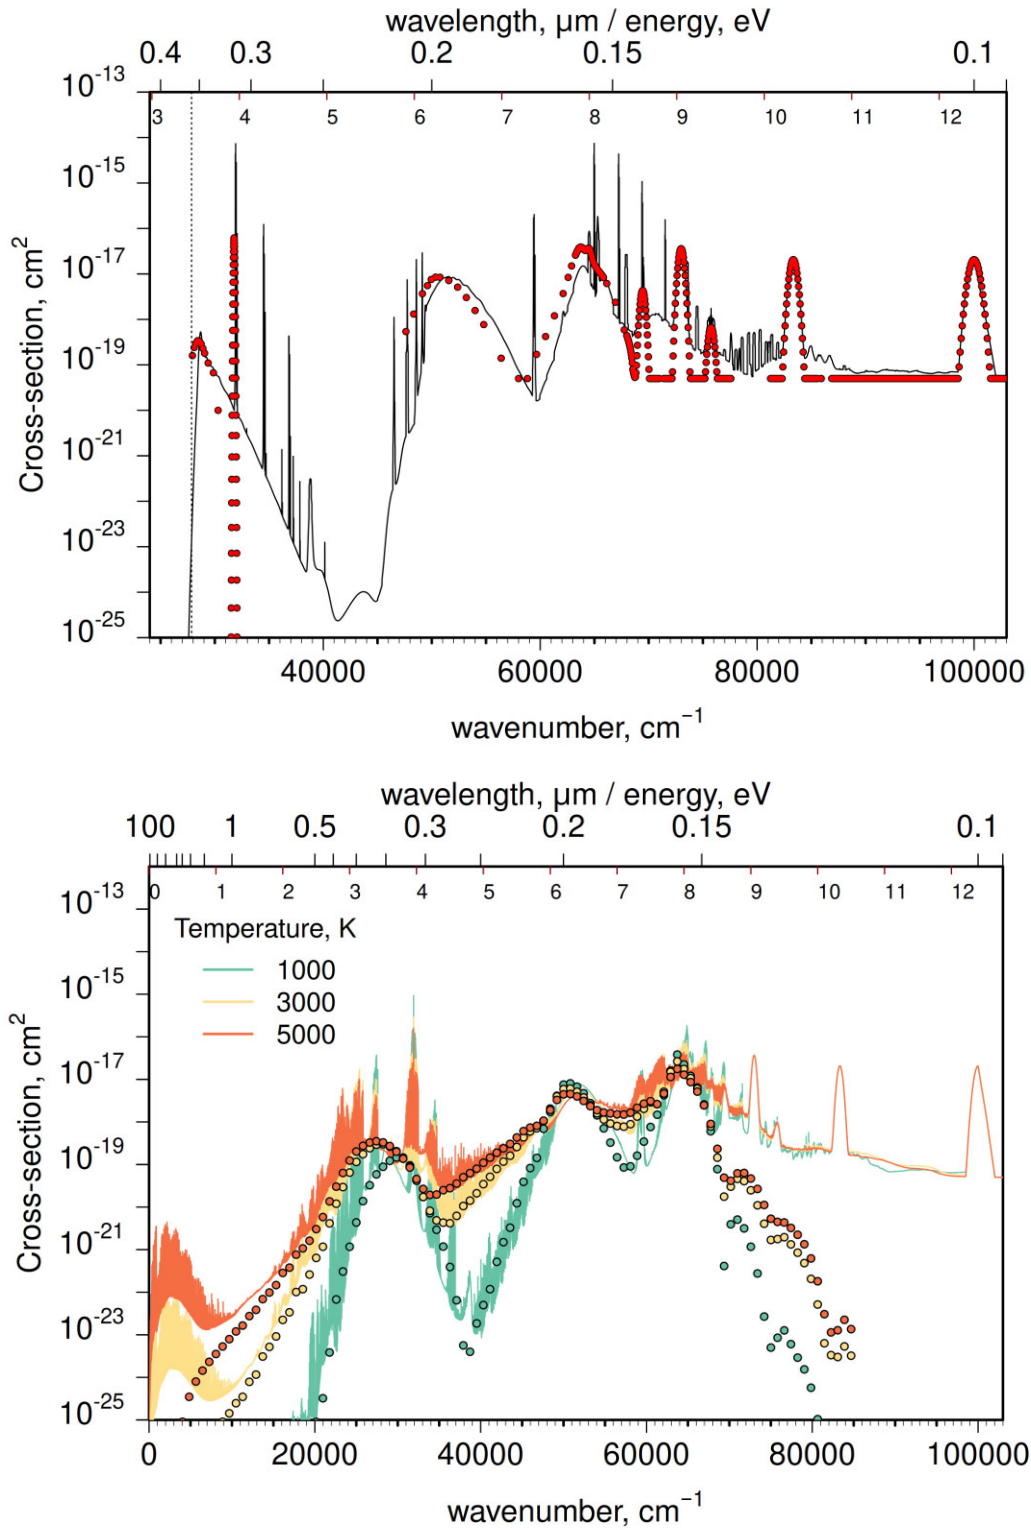 wavelength, µm / energy, eV
0.4 0.3 0.2 0.15 0.1
10-13
3 4 5 6 7 8 9 10 11 12
10-15
10-17
10-19
10-21
10-23
10-25
Cross-section, cm2
40000 60000 80000 100000
wavenumber, cm−1
wavelength, µm / energy, eV
100 1 0.5 0.3 0.2 0.15 0.1
0 1 2 3 4 5 6 7 8 9 10 11 12
10-13
Temperature, K
1000
10-15
3000
5000
10-17
10-19
10-21
10-23
10-25
Cross-section, cm2
0 20000 40000 60000 80000 100000
wavenumber, cm−1